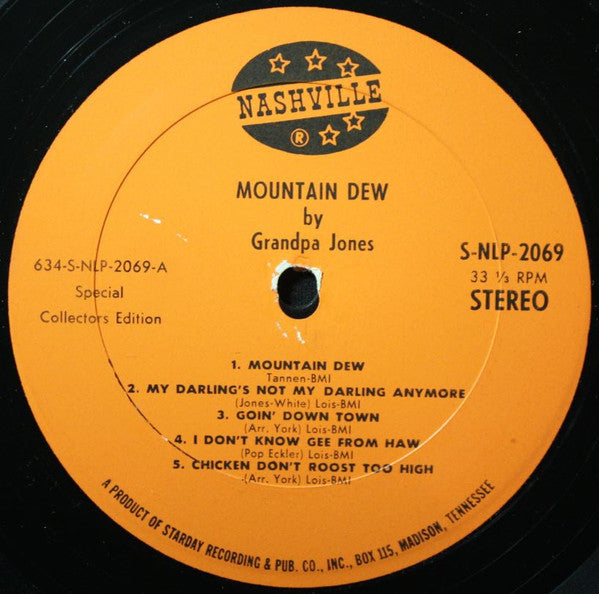 NASHVILLE
®
MOUNTAIN DEW
by
Grandpa Jones
634-S-NLP-2069-A
Special
Collectors Edition
S-NLP-2069
33 ⅓ RPM
STEREO
1. MOUNTAIN DEW
Tannen-BMI
2. MY DARLING'S NOT MY DARLING ANYMORE
(Jones-White) Lois-BMI
3. GOIN' DOWN TOWN
(Arr. York) Lois-BMI
4. I DON'T KNOW GEE FROM HAW
(Pop Eckler) Lois-BMI
5. CHICKEN DON'T ROOST TOO HIGH
(Arr. York) Lois-BMI
A PRODUCT OF STARDAY RECORDING & PUB. CO., INC., BOX 115, MADISON, TENNESSEE